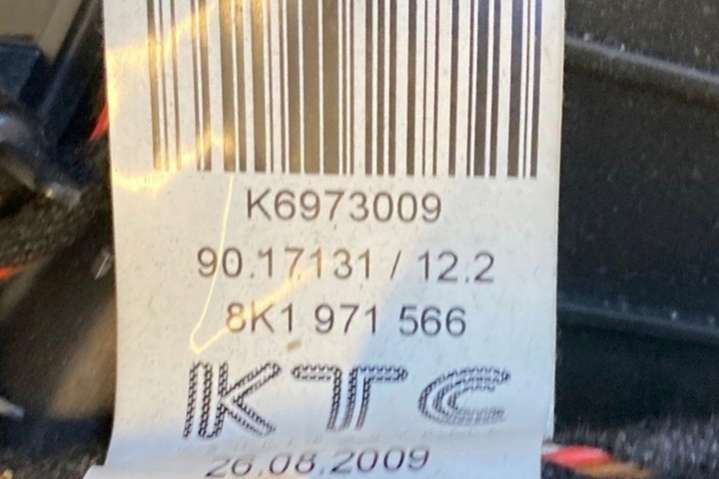 K6973009
90.17131 / 12.2
8K1 971 566
KTC
26.08.2009